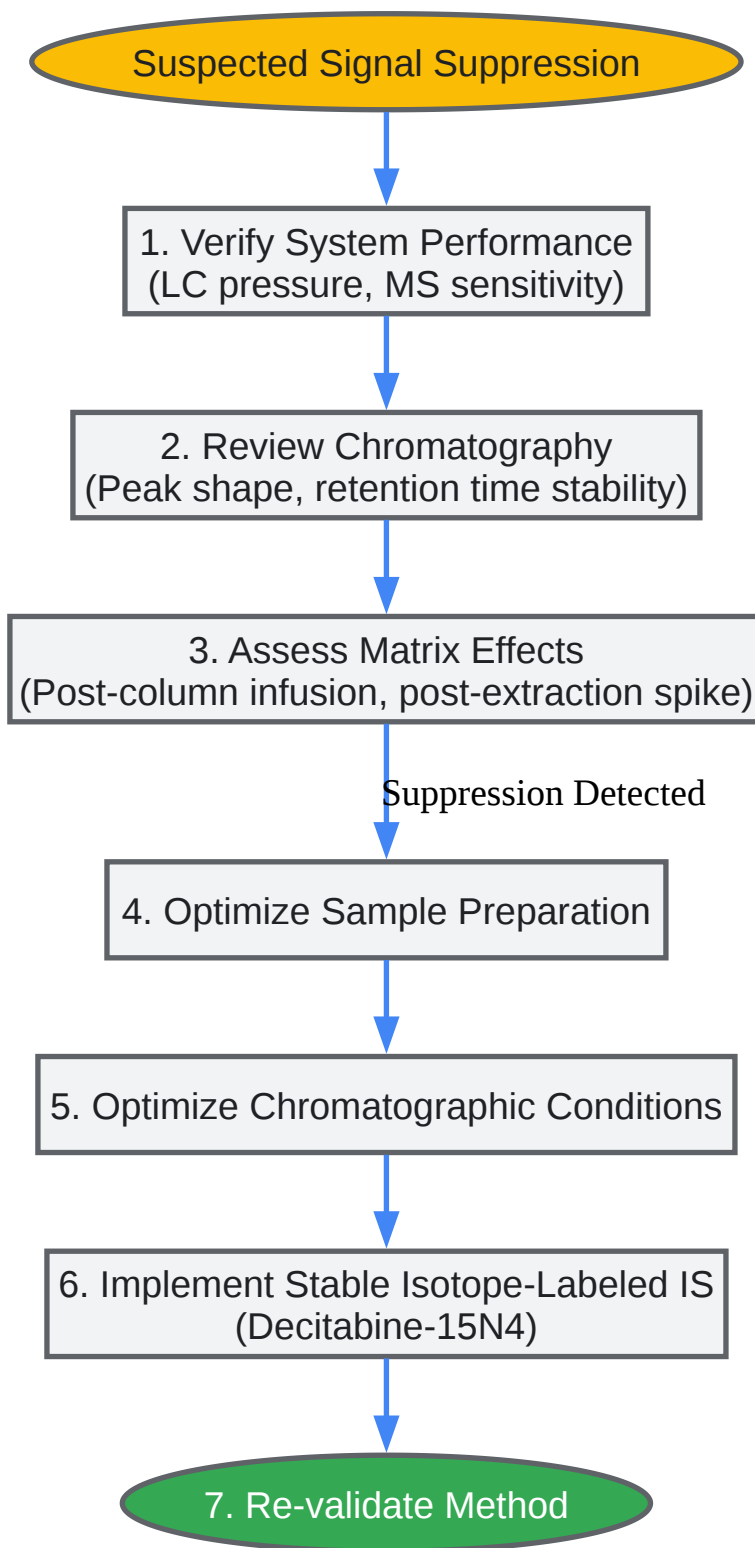 Suspected Signal Suppression
1. Verify System Performance
(LC pressure, MS sensitivity)
2. Review Chromatography
(Peak shape, retention time stability)
3. Assess Matrix Effects
(Post-column infusion, post-extraction spike)
Suppression Detected
4. Optimize Sample Preparation
5. Optimize Chromatographic Conditions
6. Implement Stable Isotope-Labeled IS
(Decitabine-15N4)
7. Re-validate Method